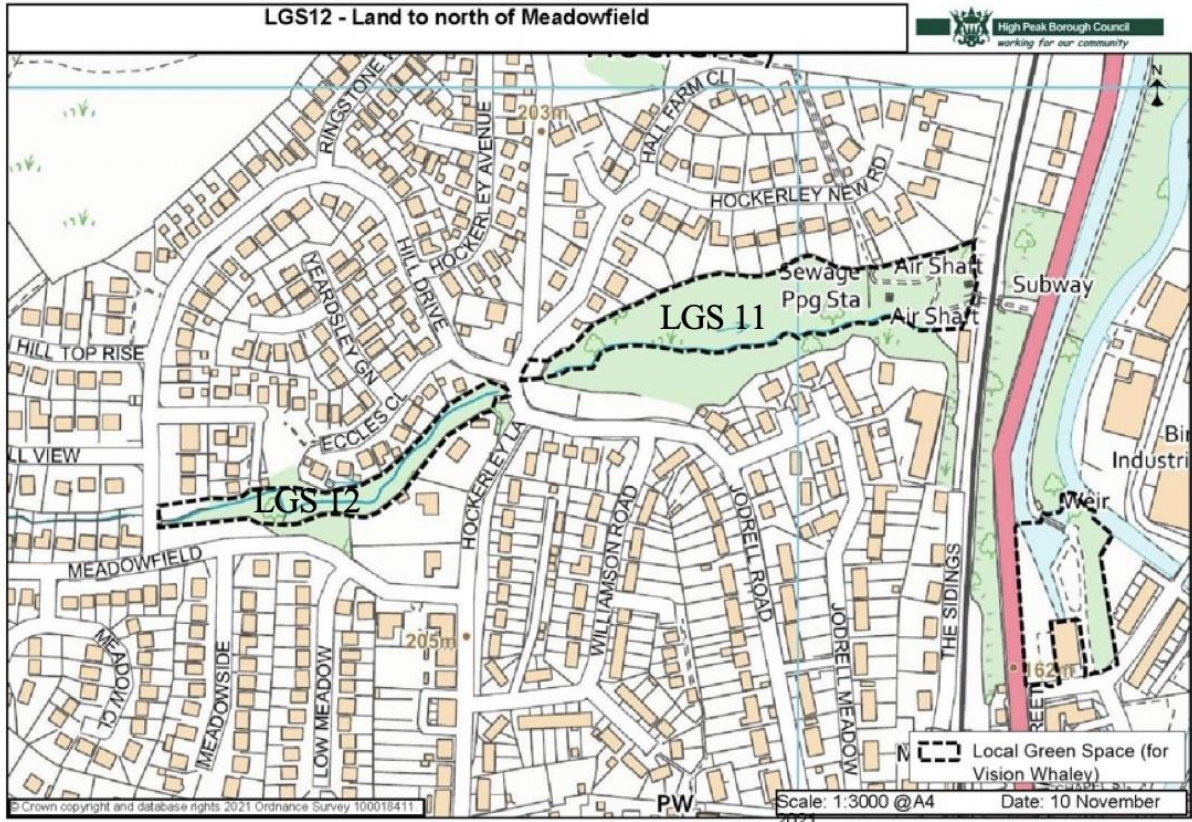 LGS12 - Land to north of Meadowfield
High Peak Borough Council
working for our community
N
203m
RINGSTONE
HOCKERLEY AVENUE
HALL FARM CL
HOCKERLEY NEW RD
HILL DRIVE
YEARDSLEY GN
Sewage
Ppg Sta
Air Shaft
Air Shaft
Subway
LGS 11
HILL TOP RISE
ECCLES CL
LL VIEW
LGS 12
HOCKERLEY LA
MEADOWFIELD
WILLIAMSON ROAD
JODRELL ROAD
Bi
Industri
Weir
MEADOW CL
MEADOWSIDE
LOW MEADOW
205m
JODRELL MEADOW
THE SIDINGS
162m
REET
PW
Local Green Space (for
Vision Whaley)
© Crown copyright and database rights 2021 Ordnance Survey 100018411.
Scale: 1:3000 @A4
Date: 10 November
2021